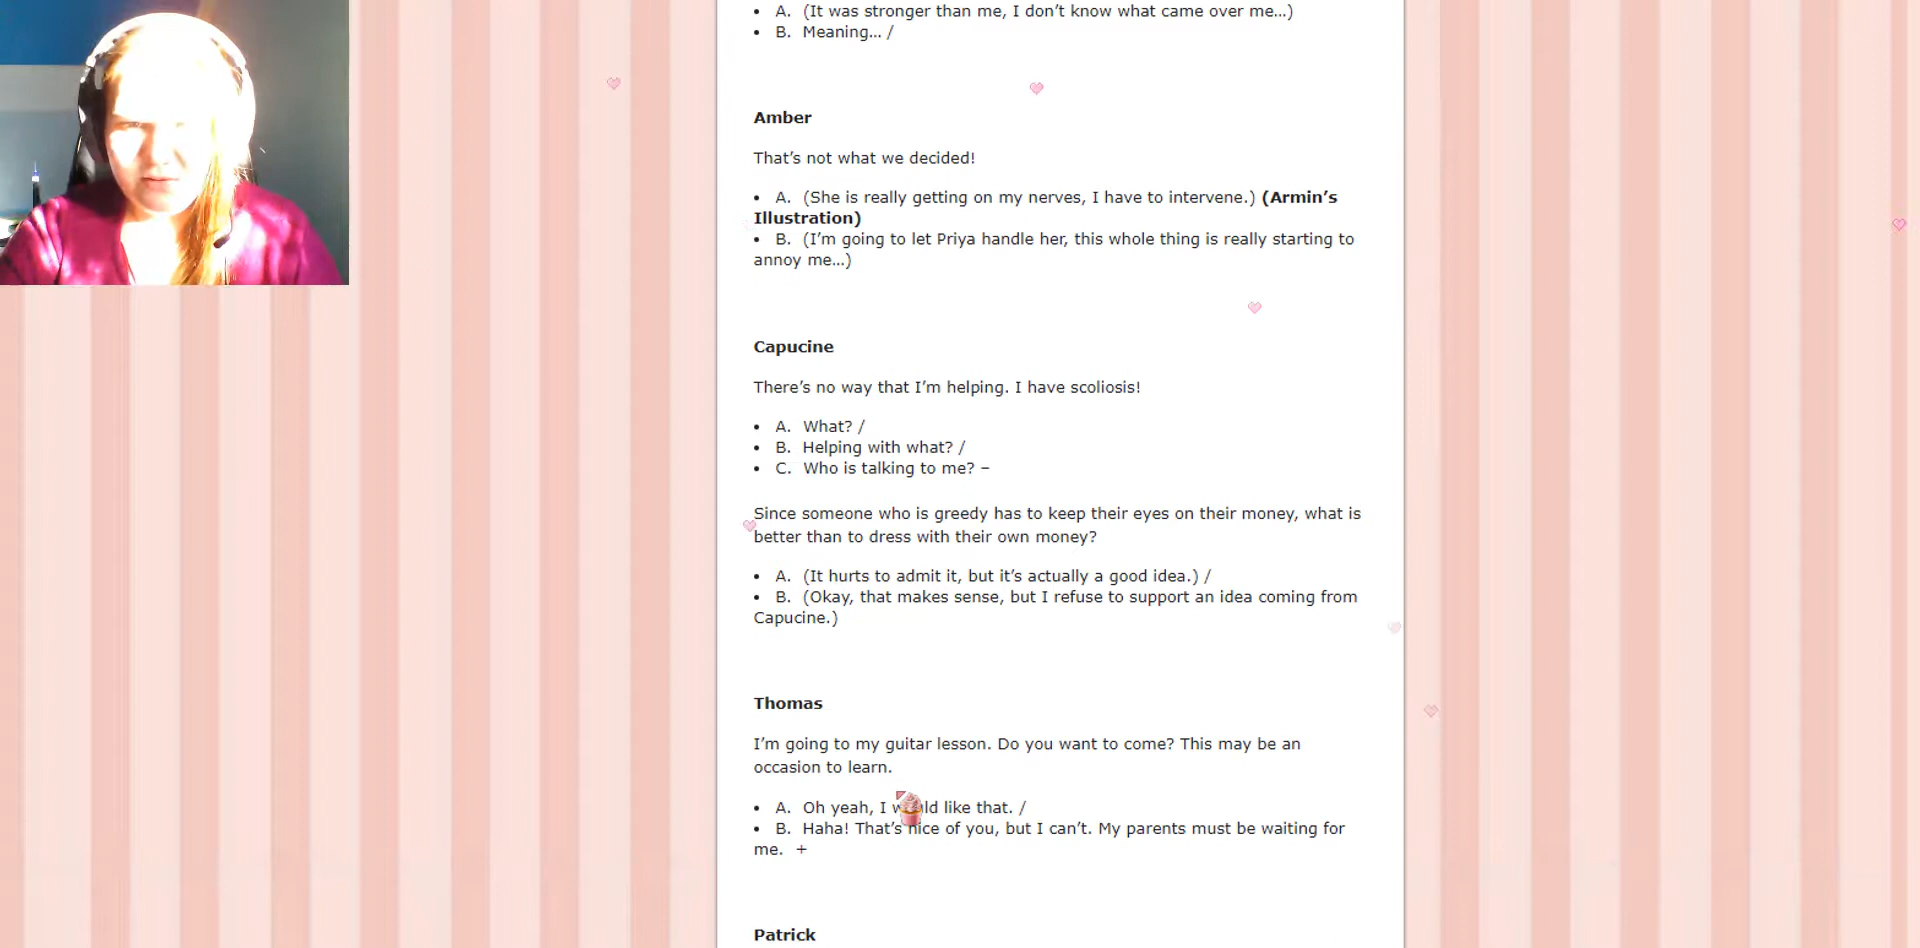 • A. (It was stronger than me, I don’t know what came over me…)
• B. Meaning… /
Amber
That’s not what we decided!
• A. (She is really getting on my nerves, I have to intervene.) (Armin’s
Illustration)
• B. (I’m going to let Priya handle her, this whole thing is really starting to
annoy me…)
Capucine
There’s no way that I’m helping. I have scoliosis!
• A. What? /
• B. Helping with what? /
• C. Who is talking to me? –
Since someone who is greedy has to keep their eyes on their money, what is
better than to dress with their own money?
• A. (It hurts to admit it, but it’s actually a good idea.) /
• B. (Okay, that makes sense, but I refuse to support an idea coming from
Capucine.)
Thomas
I’m going to my guitar lesson. Do you want to come? This may be an
occasion to learn.
• A. Oh yeah, I would like that. /
• B. Haha! That’s nice of you, but I can’t. My parents must be waiting for
me. +
Patrick